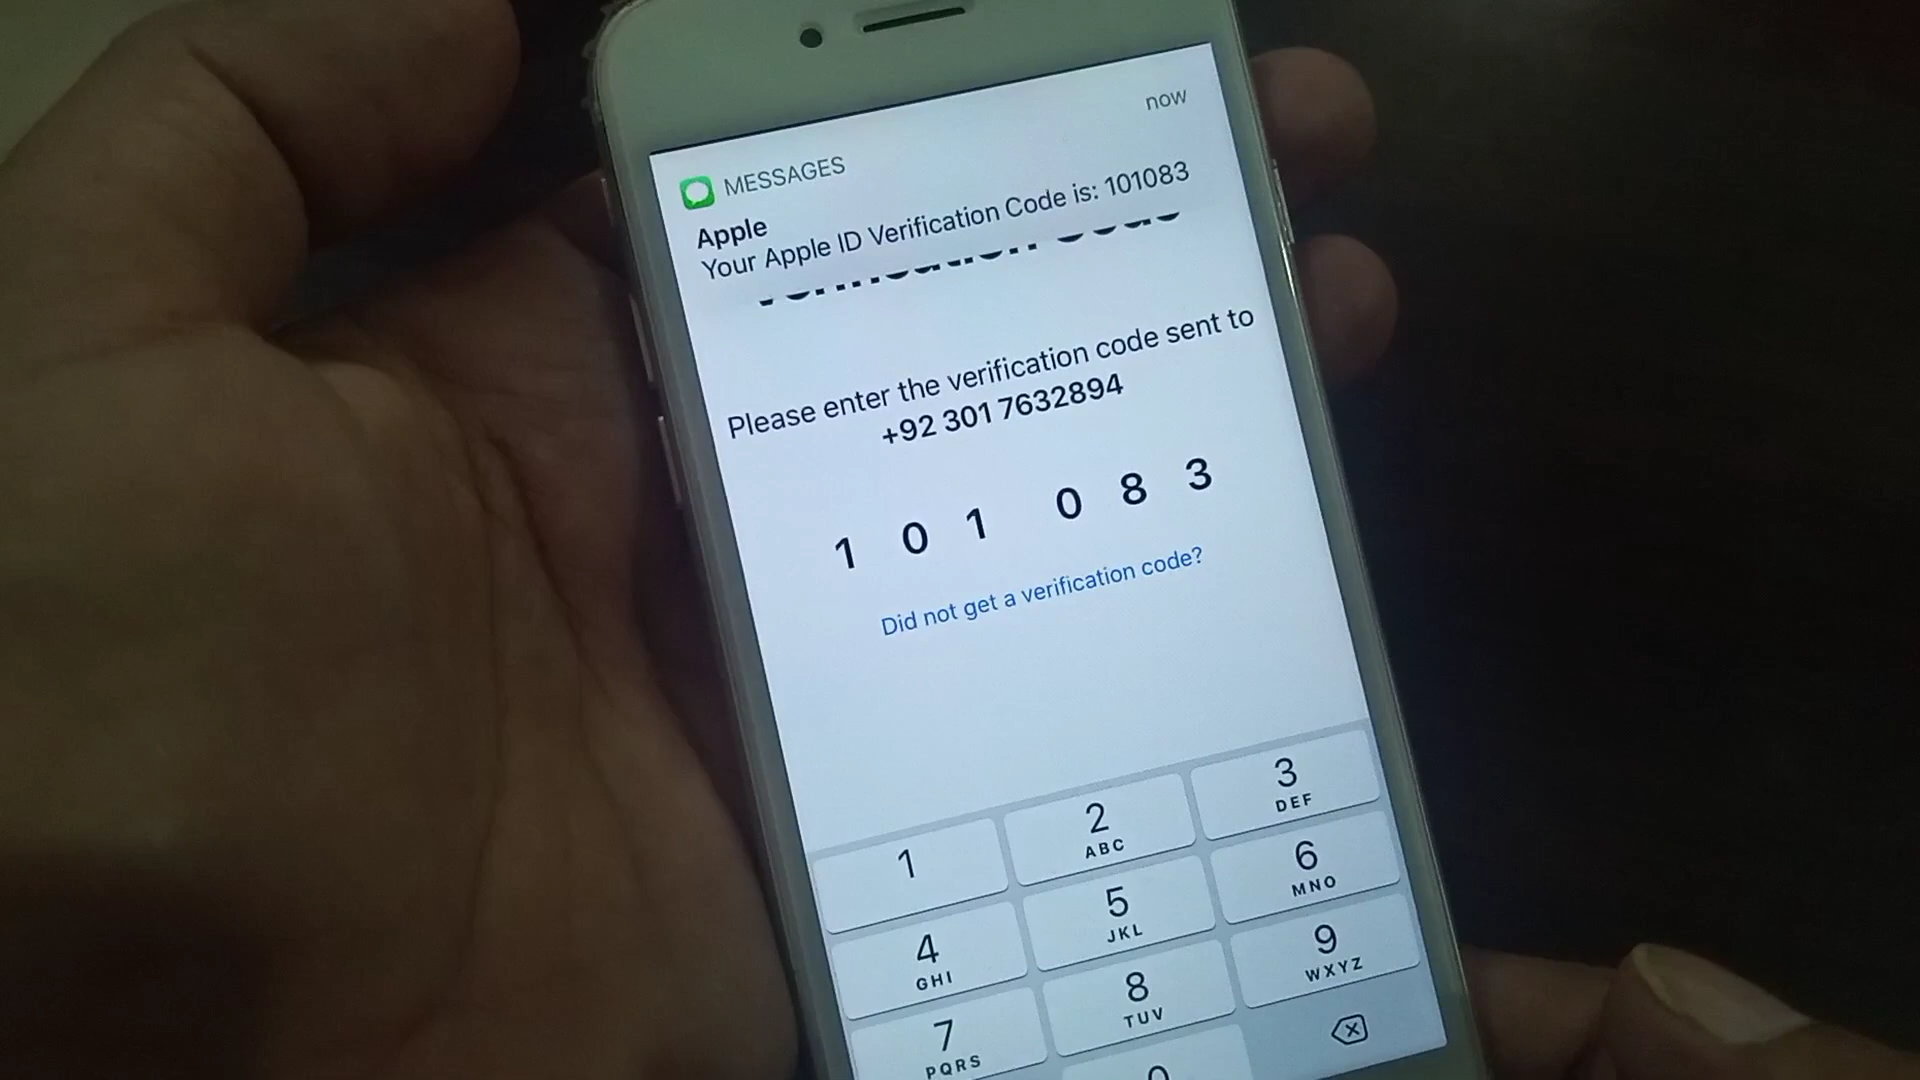 now
MESSAGES
Apple
Your Apple ID Verification Code is: 101083
Verification Code
Please enter the verification code sent to
+92 301 7632894
1 0 1 0 8 3
Did not get a verification code?
1
2
ABC
3
DEF
4
GHI
5
JKL
6
MNO
7
PQRS
8
TUV
9
WXYZ
0